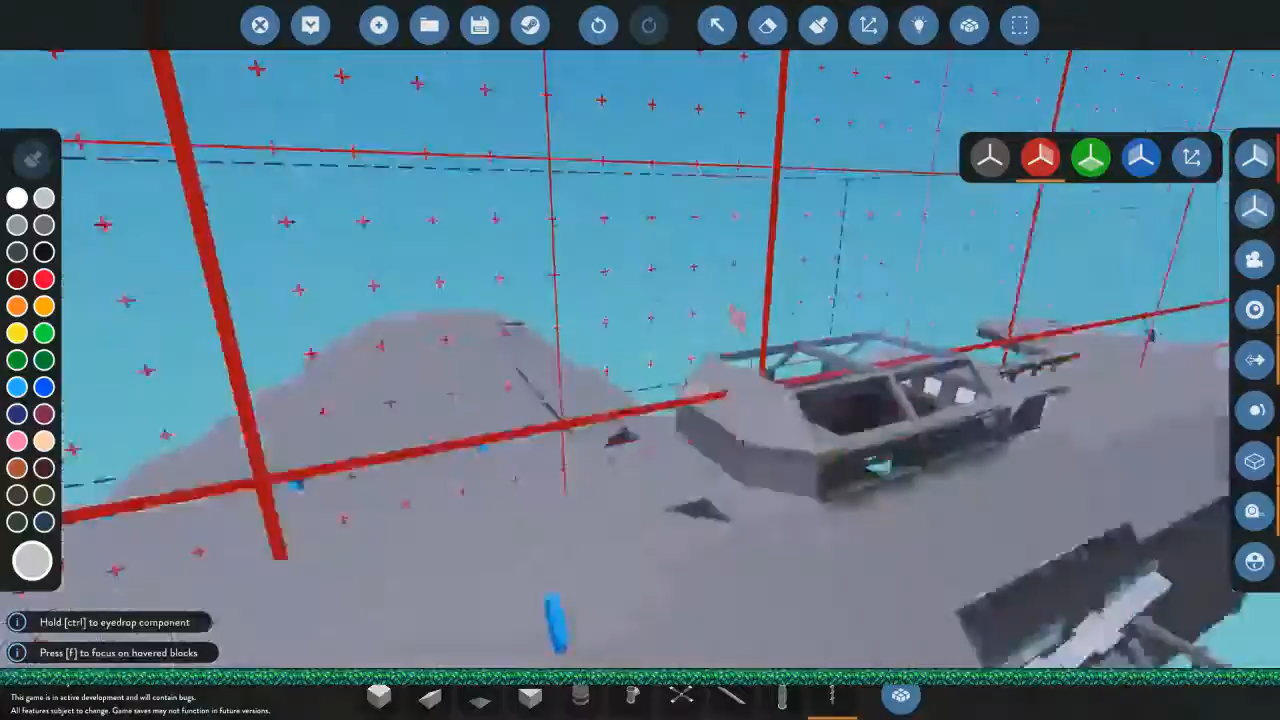 Hold [ctrl] to eyedrop component
Press [f] to focus on hovered blocks
This game is in active development and will contain bugs.
All features subject to change. Game saves may not function in future versions.